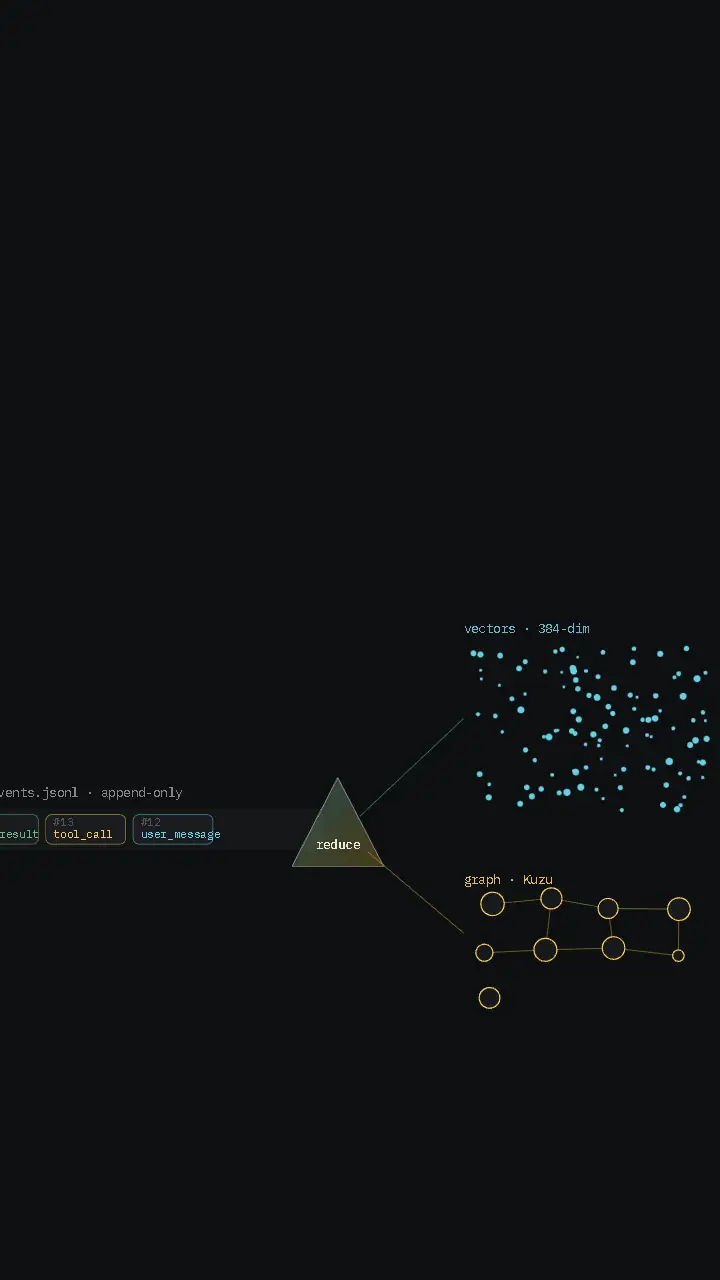 vectors · 384-dim
vents.jsonl · append-only
#13
#12
result
tool_call
user_message
reduce
graph · Kuzu